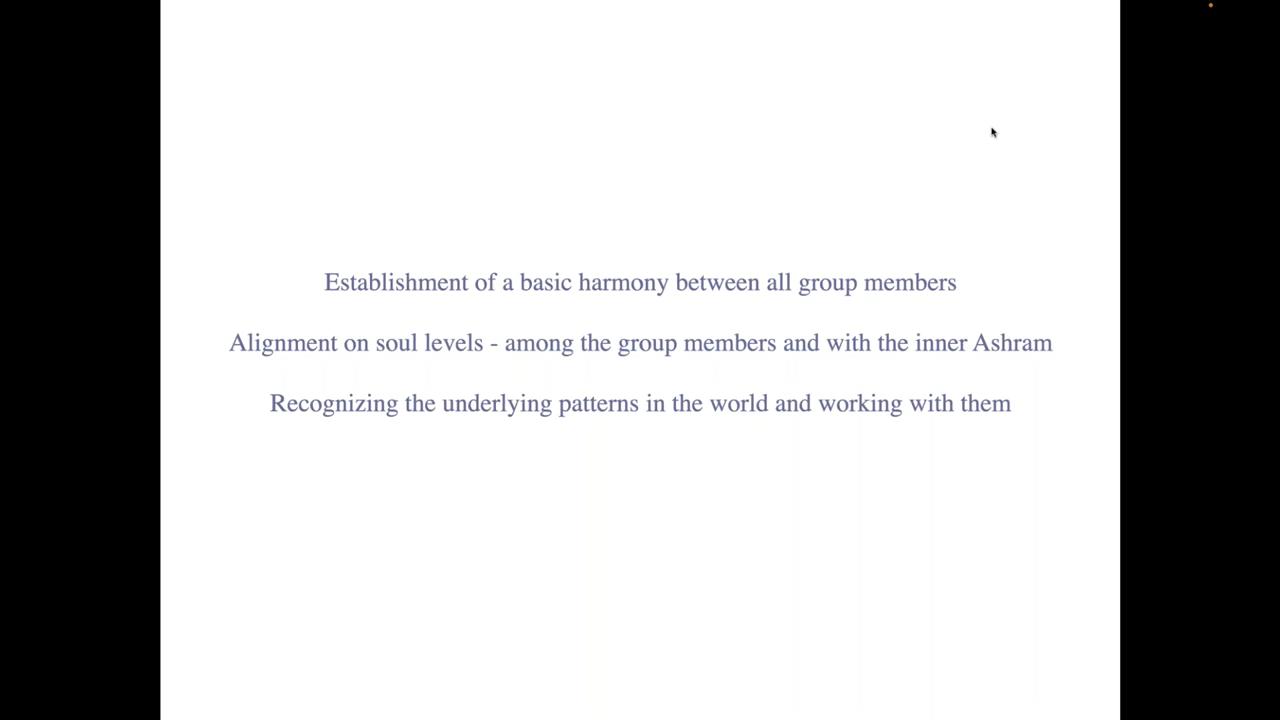 Establishment of a basic harmony between all group members
Alignment on soul levels - among the group members and with the inner Ashram
Recognizing the underlying patterns in the world and working with them